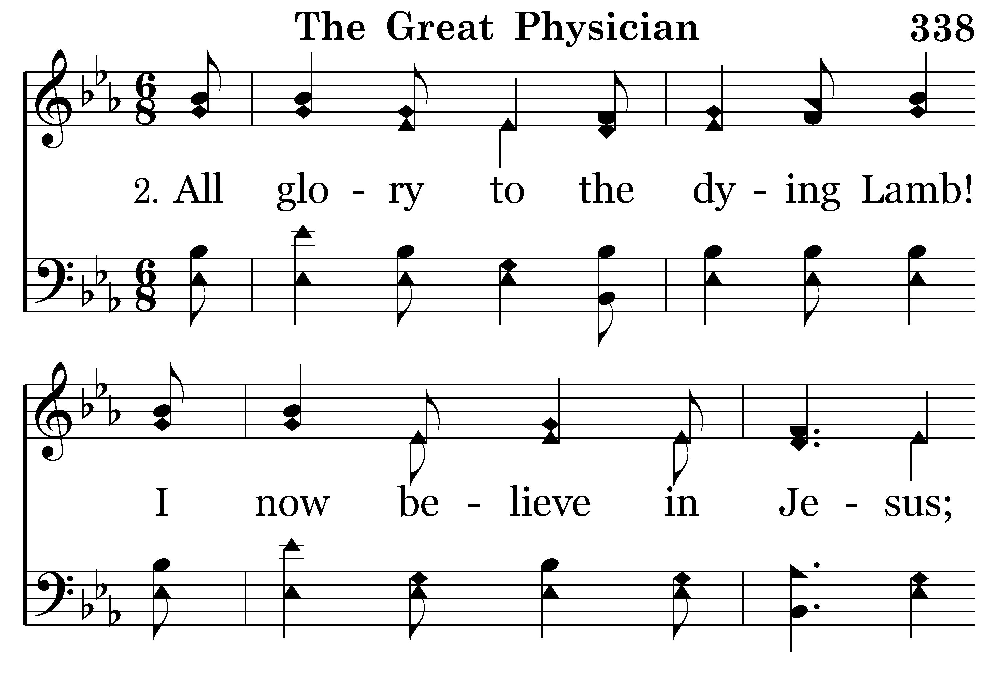 The Great Physician 338
2. All glo - ry to the dy - ing Lamb!
I now be - lieve in Je - sus;